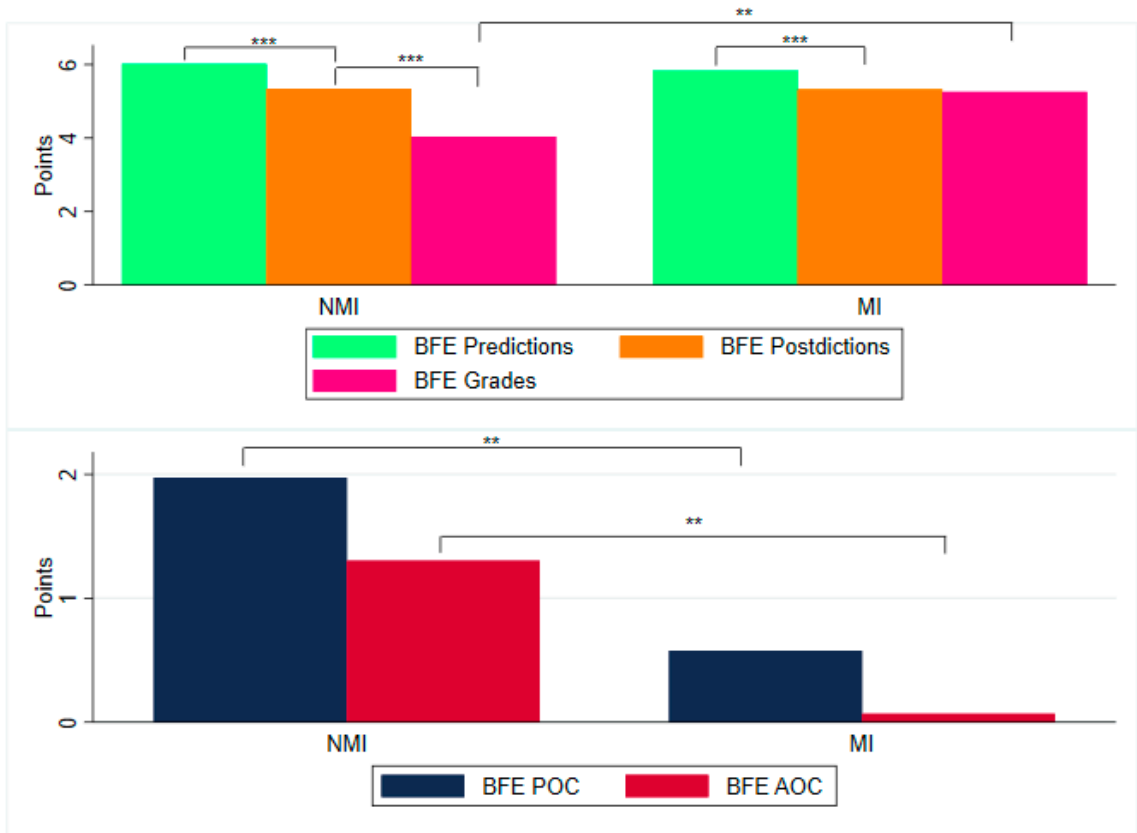 **
***
***
***
Points
6
4
2
0
NMI
MI
BFE Predictions
BFE Postdictions
BFE Grades
**
**
Points
2
1
0
NMI
MI
BFE POC
BFE AOC